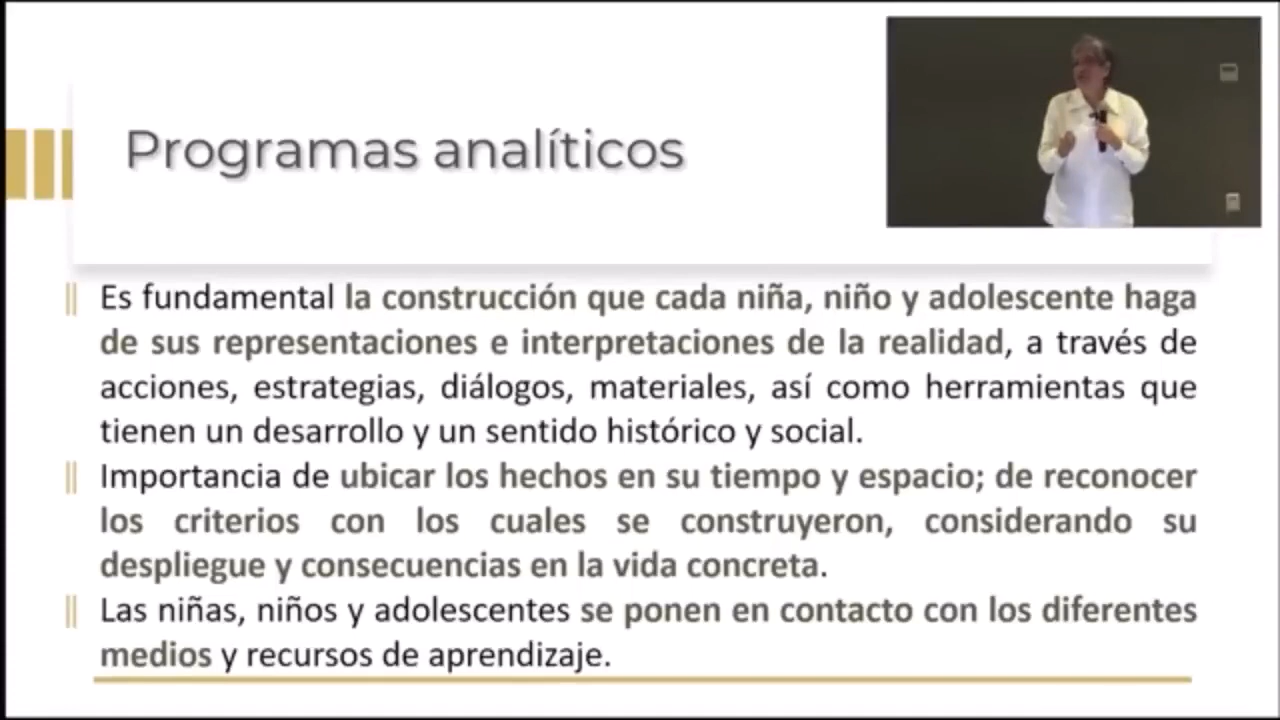 Programas analíticos
Es fundamental la construcción que cada niña, niño y adolescente haga
de sus representaciones e interpretaciones de la realidad, a través de
acciones, estrategias, diálogos, materiales, así como herramientas que
tienen un desarrollo y un sentido histórico y social.
Importancia de ubicar los hechos en su tiempo y espacio; de reconocer
los criterios con los cuales se construyeron, considerando su
despliegue y consecuencias en la vida concreta.
Las niñas, niños y adolescentes se ponen en contacto con los diferentes
medios y recursos de aprendizaje.